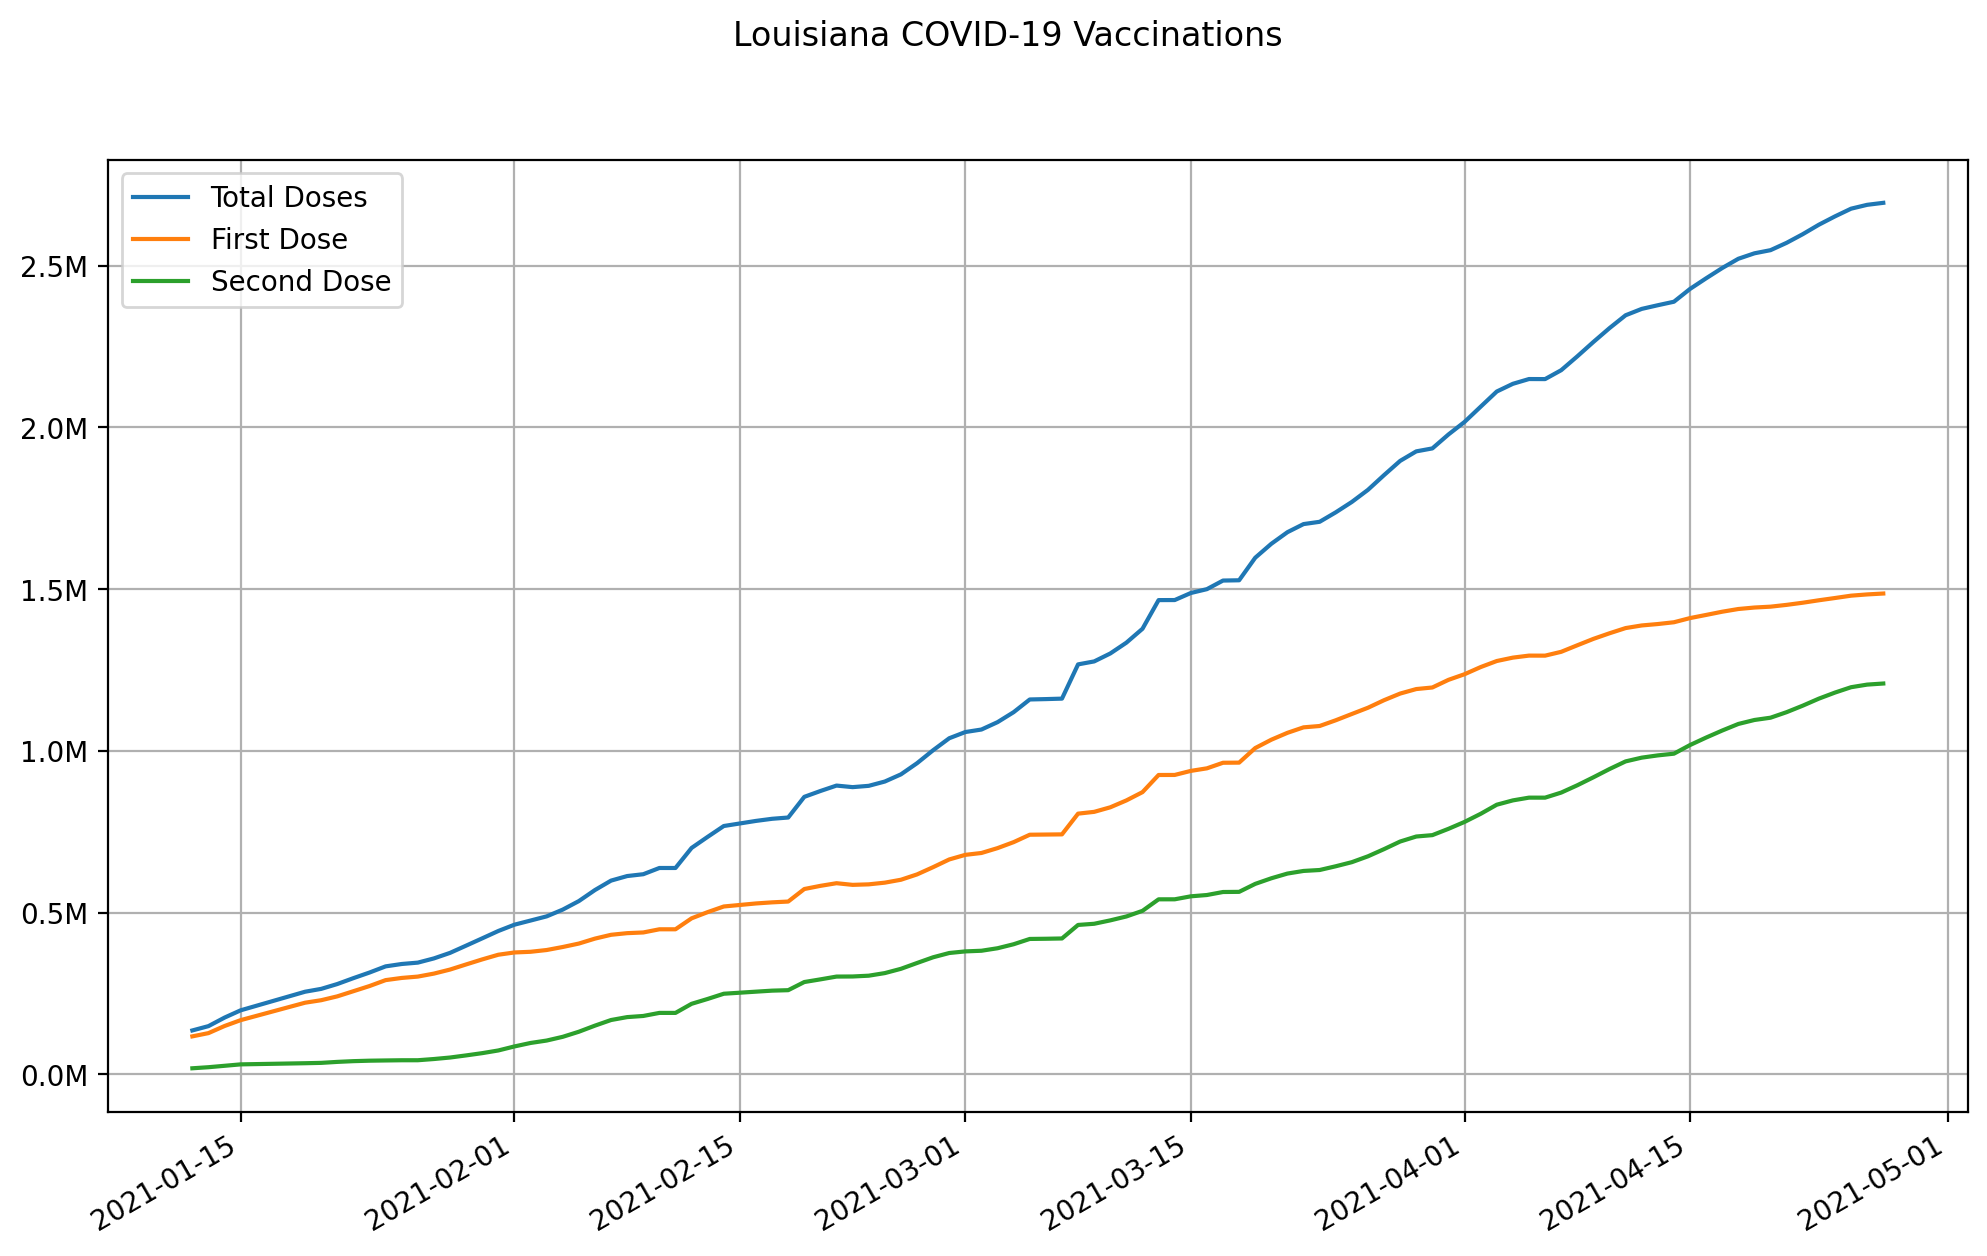 Louisiana COVID-19 Vaccinations
Total Doses
First Dose
Second Dose
2.5M
2.0M
1.5M
1.0M
0.5M
0.0M
2021-01-15
2021-02-01
2021-02-15
2021-03-01
2021-03-15
2021-04-01
2021-04-15
2021-05-01